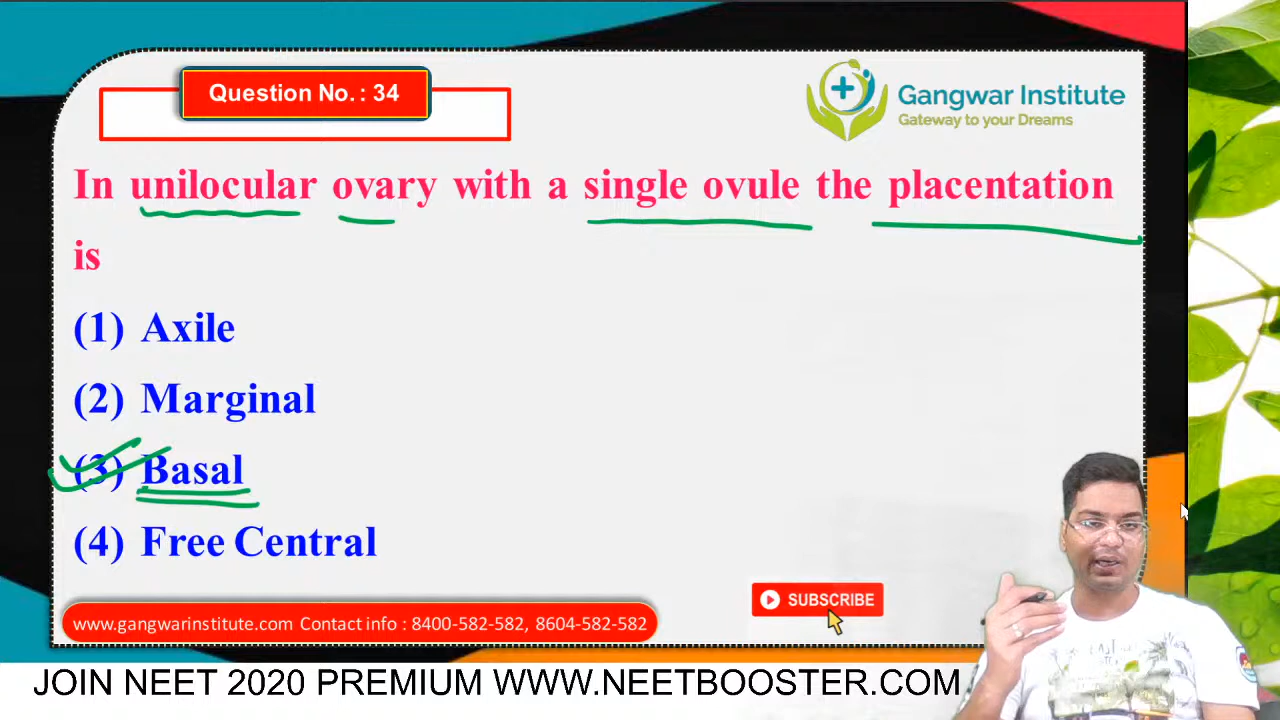 Question No. : 34
Gangwar Institute
Gateway to your Dreams
In unilocular ovary with a single ovule the placentation
is
(1) Axile
(2) Marginal
(3) Basal
(4) Free Central
SUBSCRIBE
www.gangwarinstitute.com Contact info : 8400-582-582, 8604-582-582
JOIN NEET 2020 PREMIUM WWW.NEETBOOSTER.COM